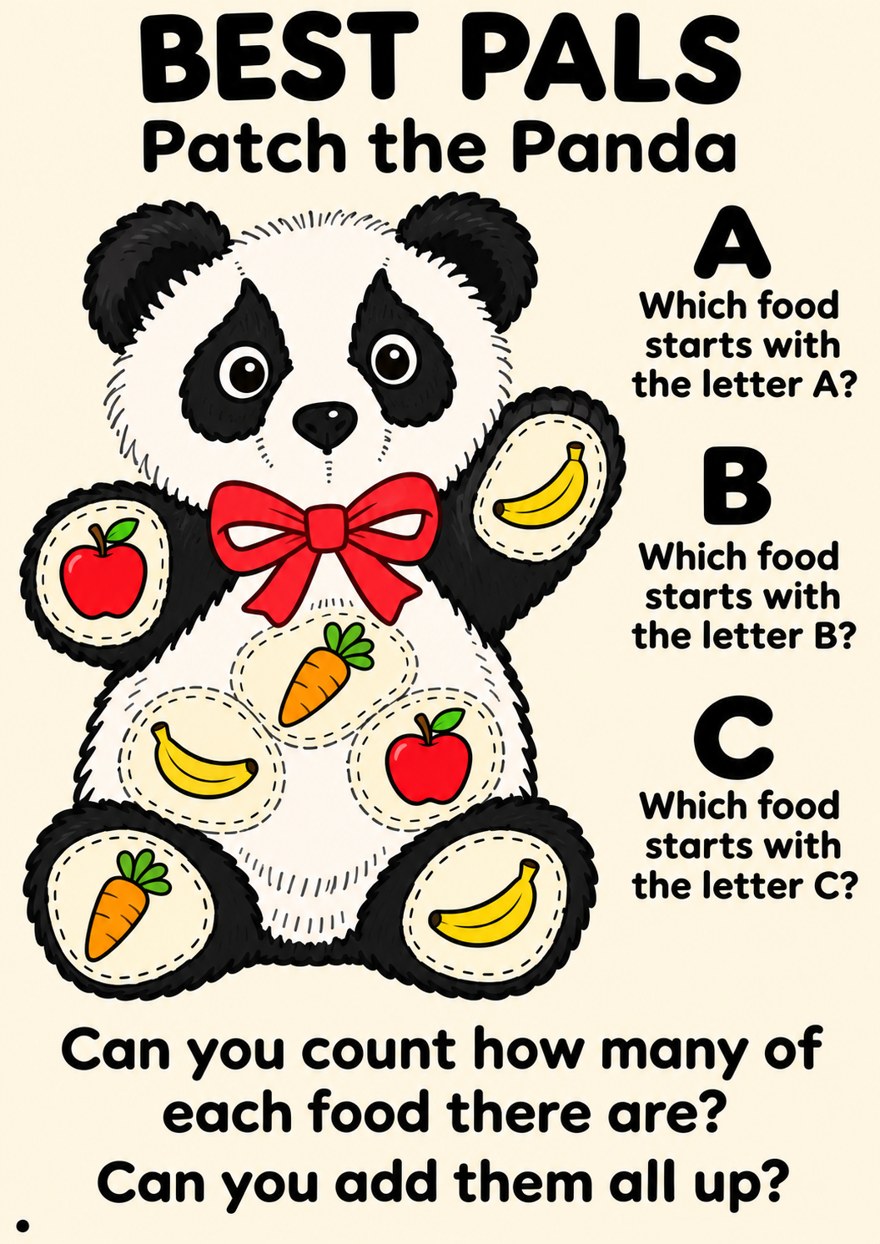 BEST PALS
Patch the Panda
A
Which food
starts with
the letter A?
B
Which food
starts with
the letter B?
C
Which food
starts with
the letter C?
Can you count how many of
each food there are?
Can you add them all up?